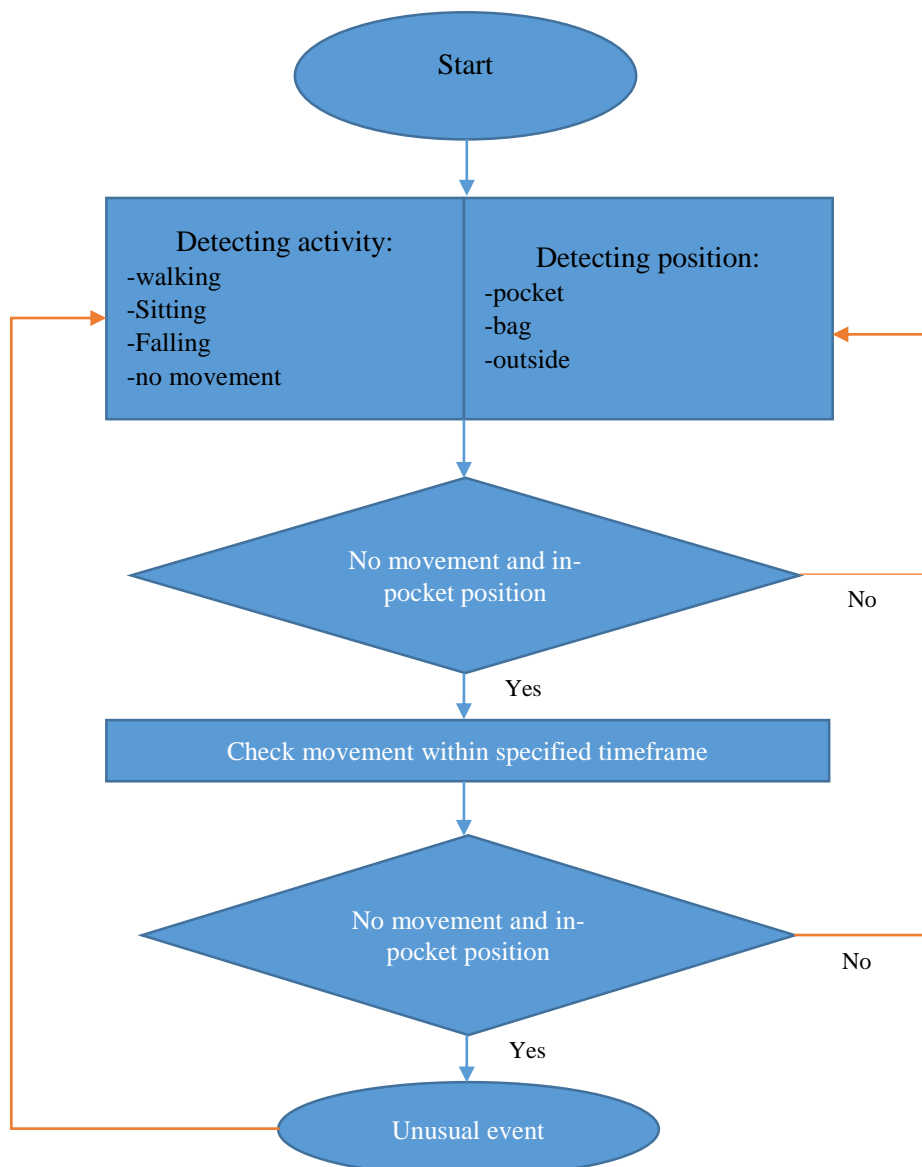 Start
Detecting activity:
-walking
-Sitting
-Falling
-no movement
Detecting position:
-pocket
-bag
-outside
No movement and in-
pocket position
No
Yes
Check movement within specified timeframe
No movement and in-
pocket position
No
Yes
Unusual event